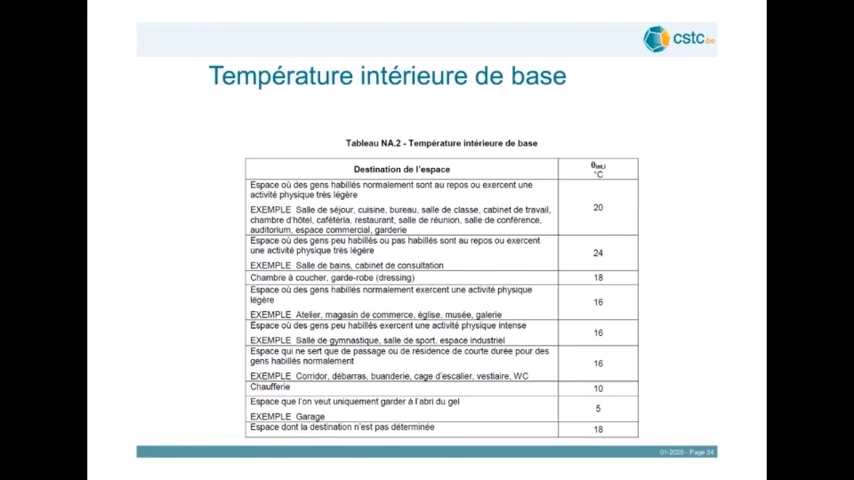 cstc.be
Température intérieure de base
Tableau NA.2 - Température intérieure de base
Destination de l'espace
θint,i
°C
Espace où des gens habillés normalement sont au repos ou exercent une
activité physique très légère
EXEMPLE Salle de séjour, cuisine, bureau, salle de classe, cabinet de travail,
chambre d'hôtel, cafétéria, restaurant, salle de réunion, salle de conférence,
auditorium, espace commercial, garderie
20
Espace où des gens peu habillés ou pas habillés sont au repos ou exercent
une activité physique très légère
EXEMPLE Salle de bains, cabinet de consultation
24
Chambre à coucher, garde-robe (dressing)
18
Espace où des gens habillés normalement exercent une activité physique
légère
EXEMPLE Atelier, magasin de commerce, église, musée, galerie
16
Espace où des gens peu habillés exercent une activité physique intense
EXEMPLE Salle de gymnastique, salle de sport, espace industriel
16
Espace qui ne sert que de passage ou de résidence de courte durée pour des
gens habillés normalement
EXEMPLE Corridor, débarras, buanderie, cage d'escalier, vestiaire, WC
16
Chaufferie
10
Espace que l'on veut uniquement garder à l'abri du gel
EXEMPLE Garage
5
Espace dont la destination n'est pas déterminée
18
01-2020 - Page 34